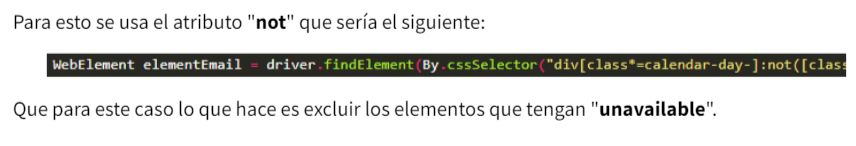 Para esto se usa el atributo "not" que sería el siguiente:
WebElement elementEmail = driver.findElement(By.cssSelector("div[class*=calendar-day-]:not([class
Que para este caso lo que hace es excluir los elementos que tengan "unavailable".